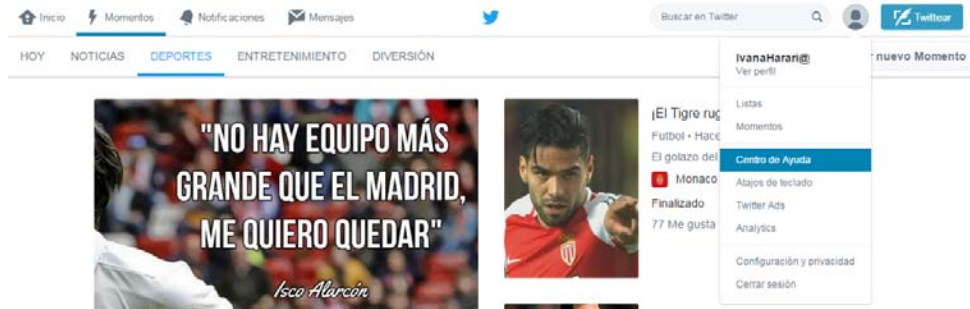 Inicio Momentos Notificaciones Mensajes Buscar en Twitter Twittear
HOY NOTICIAS DEPORTES ENTRETENIMIENTO DIVERSIÓN nuevo Momento
"NO HAY EQUIPO MÁS
GRANDE QUE EL MADRID,
ME QUIERO QUEDAR"
Isco Alarcón
¡El Tigre rug
Futbol • Hace
El golazo del
Monaco
Finalizado
77 Me gusta
IvanaHarari@
Ver perfil
Listas
Momentos
Centro de Ayuda
Atajos de teclado
Twitter Ads
Analytics
Configuración y privacidad
Cerrar sesión